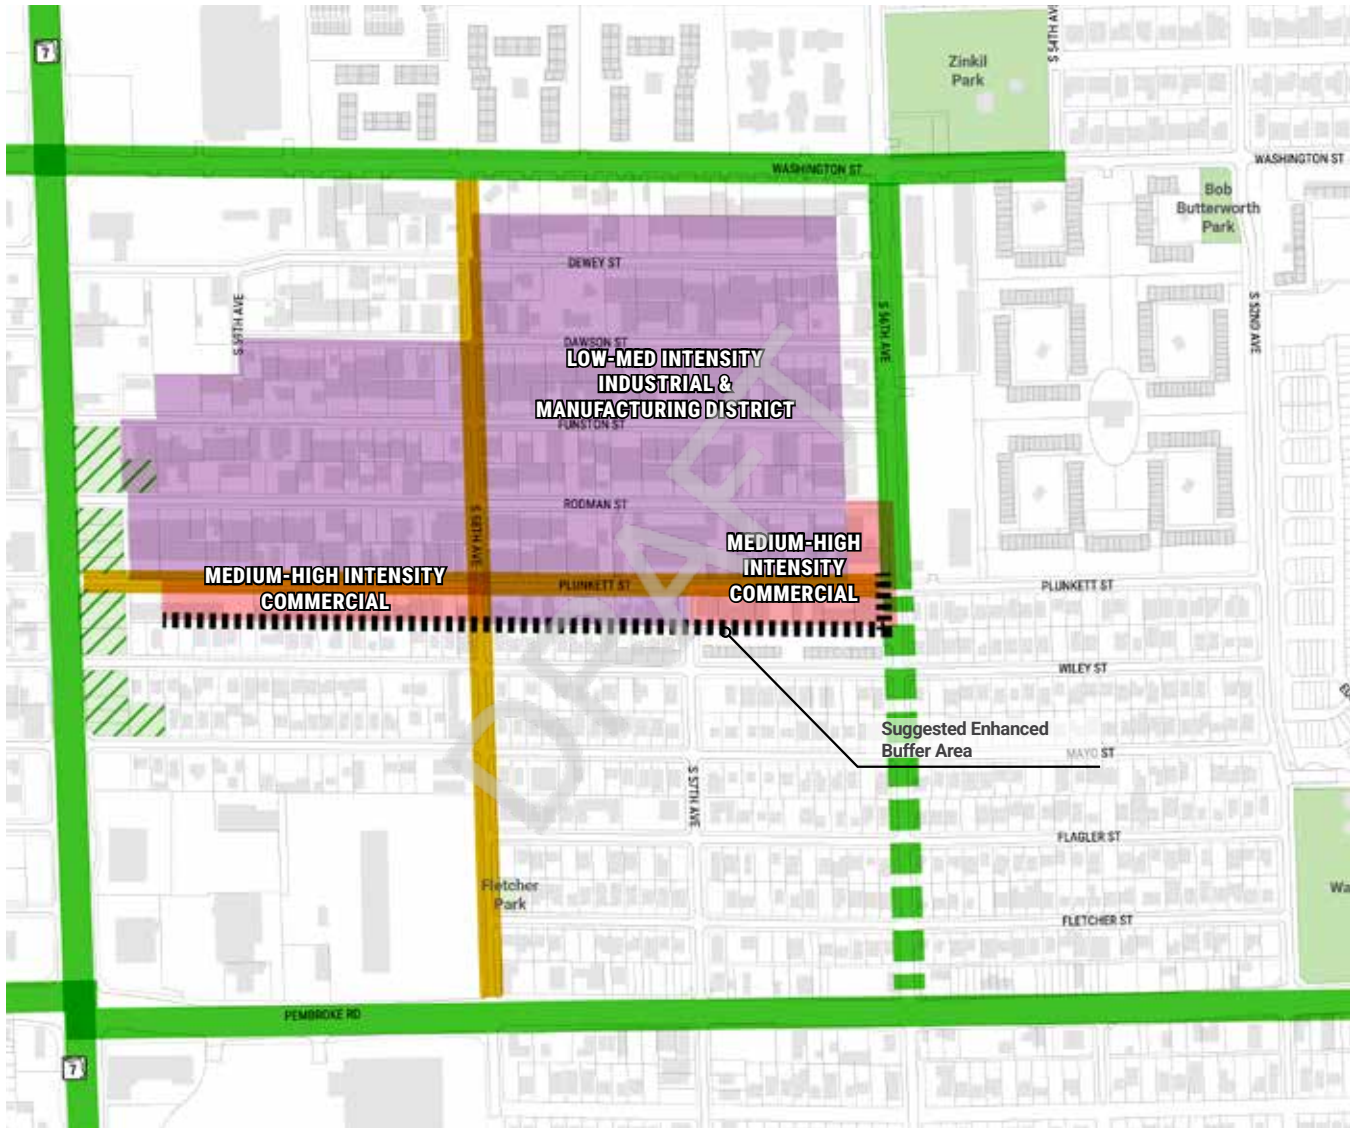 7
Zinkil
Park
S 54TH AVE
WASHINGTON ST
WASHINGTON ST
Bob
Butterworth
Park
DEWEY ST
S 59TH AVE
S 56TH AVE
S 52ND AVE
DAWSON ST
LOW-MED INTENSITY
INDUSTRIAL &
MANUFACTURING DISTRICT
FUNSTON ST
RODMAN ST
S 58TH AVE
MEDIUM-HIGH
INTENSITY
COMMERCIAL
MEDIUM-HIGH INTENSITY
COMMERCIAL
PLUNKETT ST
PLUNKETT ST
DRAFT
WILEY ST
Suggested Enhanced
Buffer Area
MAYO ST
S 57TH AVE
FLAGLER ST
Fletcher
Park
Wa
FLETCHER ST
PEMBROKE RD
7